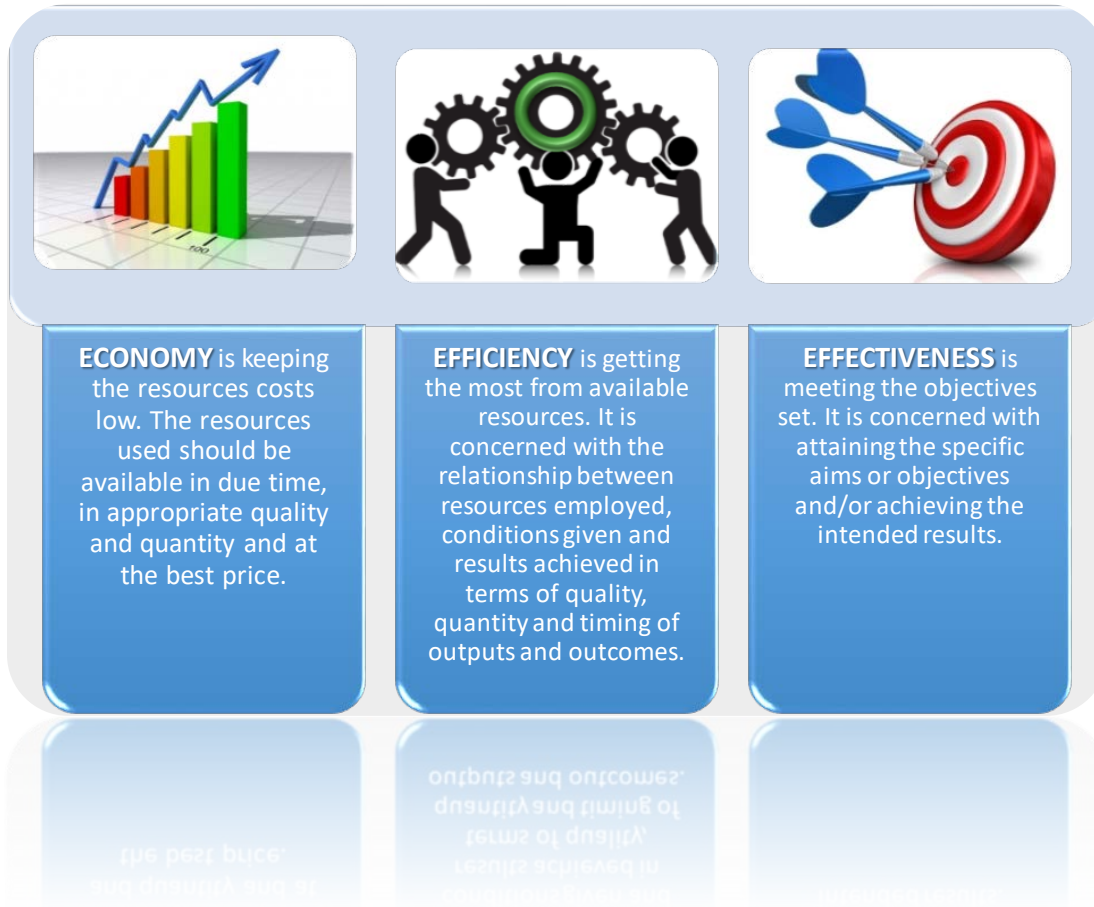 100
ECONOMY is keeping
the resources costs
low. The resources
used should be
available in due time,
in appropriate quality
and quantity and at
the best price.
EFFICIENCY is getting
the most from available
resources. It is
concerned with the
relationship between
resources employed,
conditions given and
results achieved in
terms of quality,
quantity and timing of
outputs and outcomes.
EFFECTIVENESS is
meeting the objectives
set. It is concerned with
attaining the specific
aims or objectives
and/or achieving the
intended results.